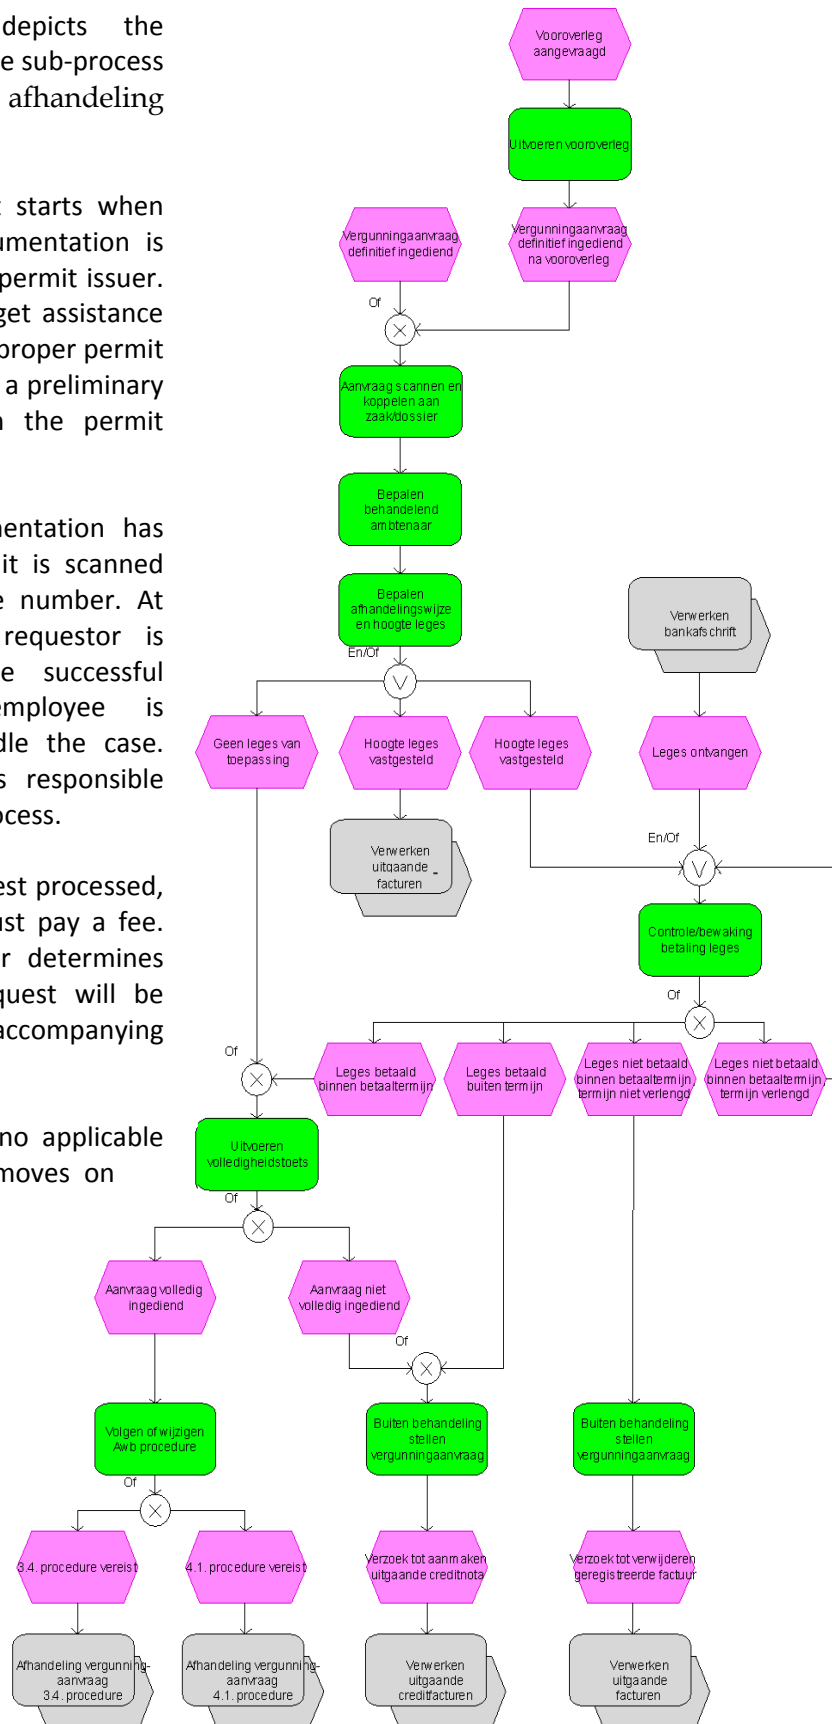 depicts the
e sub-process
afhandeling
starts when
umentation is
permit issuer.
get assistance
proper permit
a preliminary
the permit
mentation has
it is scanned
e number. At
requestor is
e successful
employee is
dle the case.
s responsible
ocess.
est processed,
ust pay a fee.
r determines
quest will be
accompanying
no applicable
moves on
Vooroverleg
aangevraagd
Uitvoeren vooroverleg
Vergunningaanvraag
definitief ingediend
Vergunningaanvraag
definitief ingediend
na vooroverleg
Of
Aanvraag scannen en
koppelen aan
zaak/dossier
Bepalen
behandelend
ambtenaar
Bepalen
afhandelingswijze
en hoogte leges
Verwerken
bankafschrift
En/Of
Geen leges van
toepassing
Hoogte leges
vastgesteld
Hoogte leges
vastgesteld
Leges ontvangen
En/Of
Verwerken
uitgaande -
facturen
Controle/bewaking
betaling leges
Of
Of
Leges betaald
binnen betaaltermijn
Leges betaald
buiten termijn
Leges niet betaald
binnen betaaltermijn,
termijn niet verlengd
Leges niet betaald
binnen betaaltermijn,
termijn verlengd
Uitvoeren
volledigheidstoets
Of
Aanvraag volledig
ingediend
Aanvraag niet
volledig ingediend
Of
Volgen of wijzigen
Awb procedure
Buiten behandeling
stellen
vergunningaanvraag
Buiten behandeling
stellen
vergunningaanvraag
Of
3.4. procedure vereist
4.1. procedure vereist
Verzoek tot aanmaken
uitgaande creditnota
Verzoek tot verwijderen
geregistreerde factuur
Afhandeling vergunning-
aanvraag
3.4. procedure
Afhandeling vergunning-
aanvraag
4.1. procedure
Verwerken
uitgaande
creditfacturen
Verwerken
uitgaande
facturen